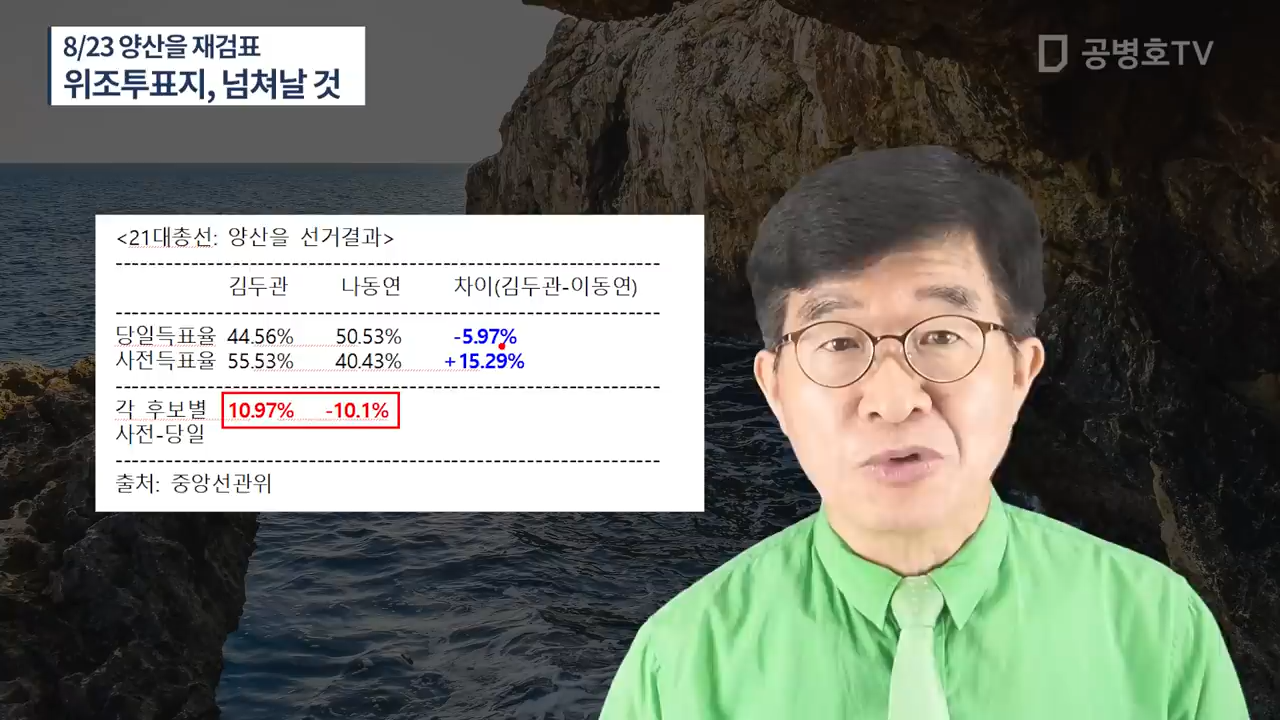 8/23 양산을 재검표
위조투표지, 넘쳐날 것
공병호TV
<21대총선: 양산을 선거결과>
김두관 나동연 차이(김두관-이동연)
당일득표율 44.56% 50.53% -5.97%
사전득표율 55.53% 40.43% +15.29%
각 후보별 10.97% -10.1%
사전-당일
출처: 중앙선관위